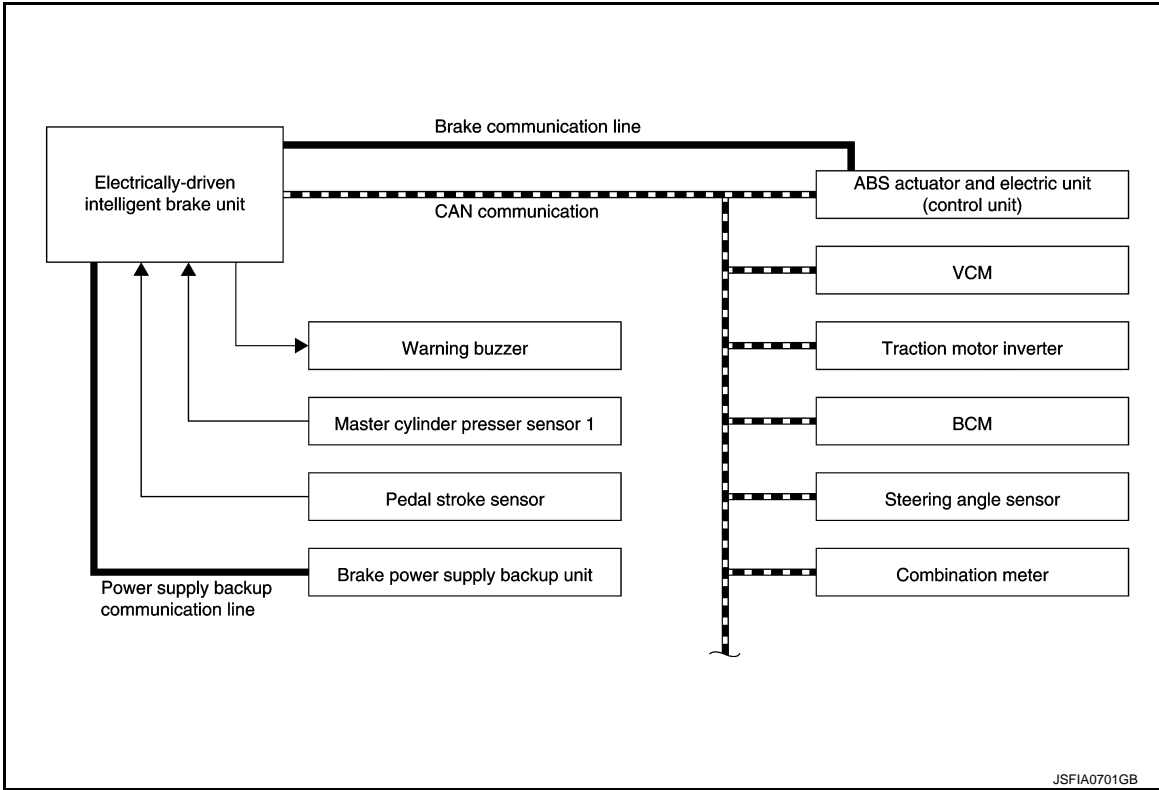 Brake communication line
Electrically-driven
intelligent brake unit
ABS actuator and electric unit
(control unit)
CAN communication
VCM
Warning buzzer
Traction motor inverter
Master cylinder presser sensor 1
BCM
Pedal stroke sensor
Steering angle sensor
Brake power supply backup unit
Combination meter
Power supply backup
communication line
JSFIA0701GB